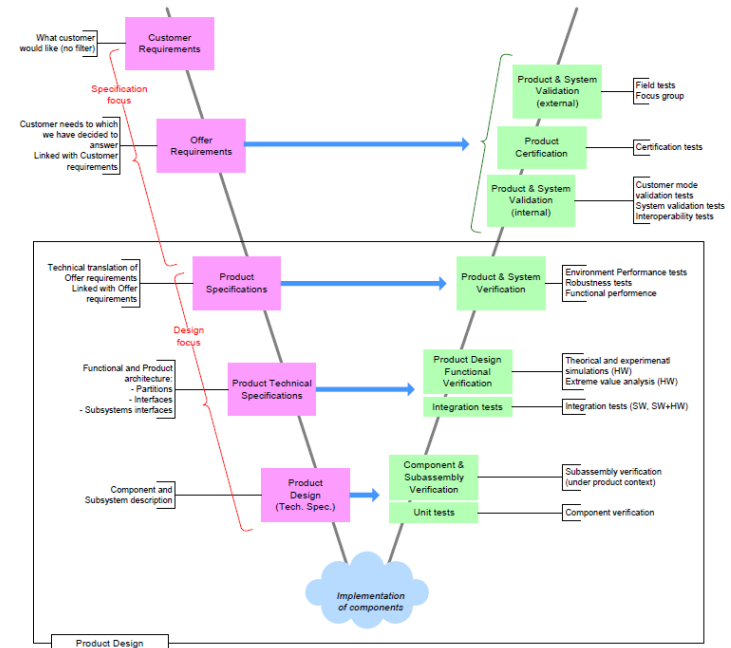 What customer
would like (no filter)
Customer
Requirements
Specification
focus
Customer needs to which
we have decided to
answer
Linked with Customer
requirements
Offer
Requirements
Product & System
Validation
(external)
Field tests
Focus group
Product
Certification
Certification tests
Product & System
Validation
(internal)
Customer mode
validation tests
System validation tests
Interoperability tests
Technical translation of
Offer requirements
Linked with Offer
requirements
Product
Specifications
Product & System
Verification
Environment Performance tests
Robustness tests
Functional performence
Design
focus
Functional and Product
architecture:
- Partitions
- Interfaces
- Subsystems interfaces
Product Technical
Specifications
Product Design
Functional
Verification
Theorical and experimenatl
simulations (HW)
Extreme value analysis (HW)
Integration tests
Integration tests (SW, SW+HW)
Component and
Subsystem description
Product
Design
(Tech. Spec.)
Component &
Subassembly
Verification
Subassembly verification
(under product context)
Unit tests
Component verification
Implementation
of components
Product Design